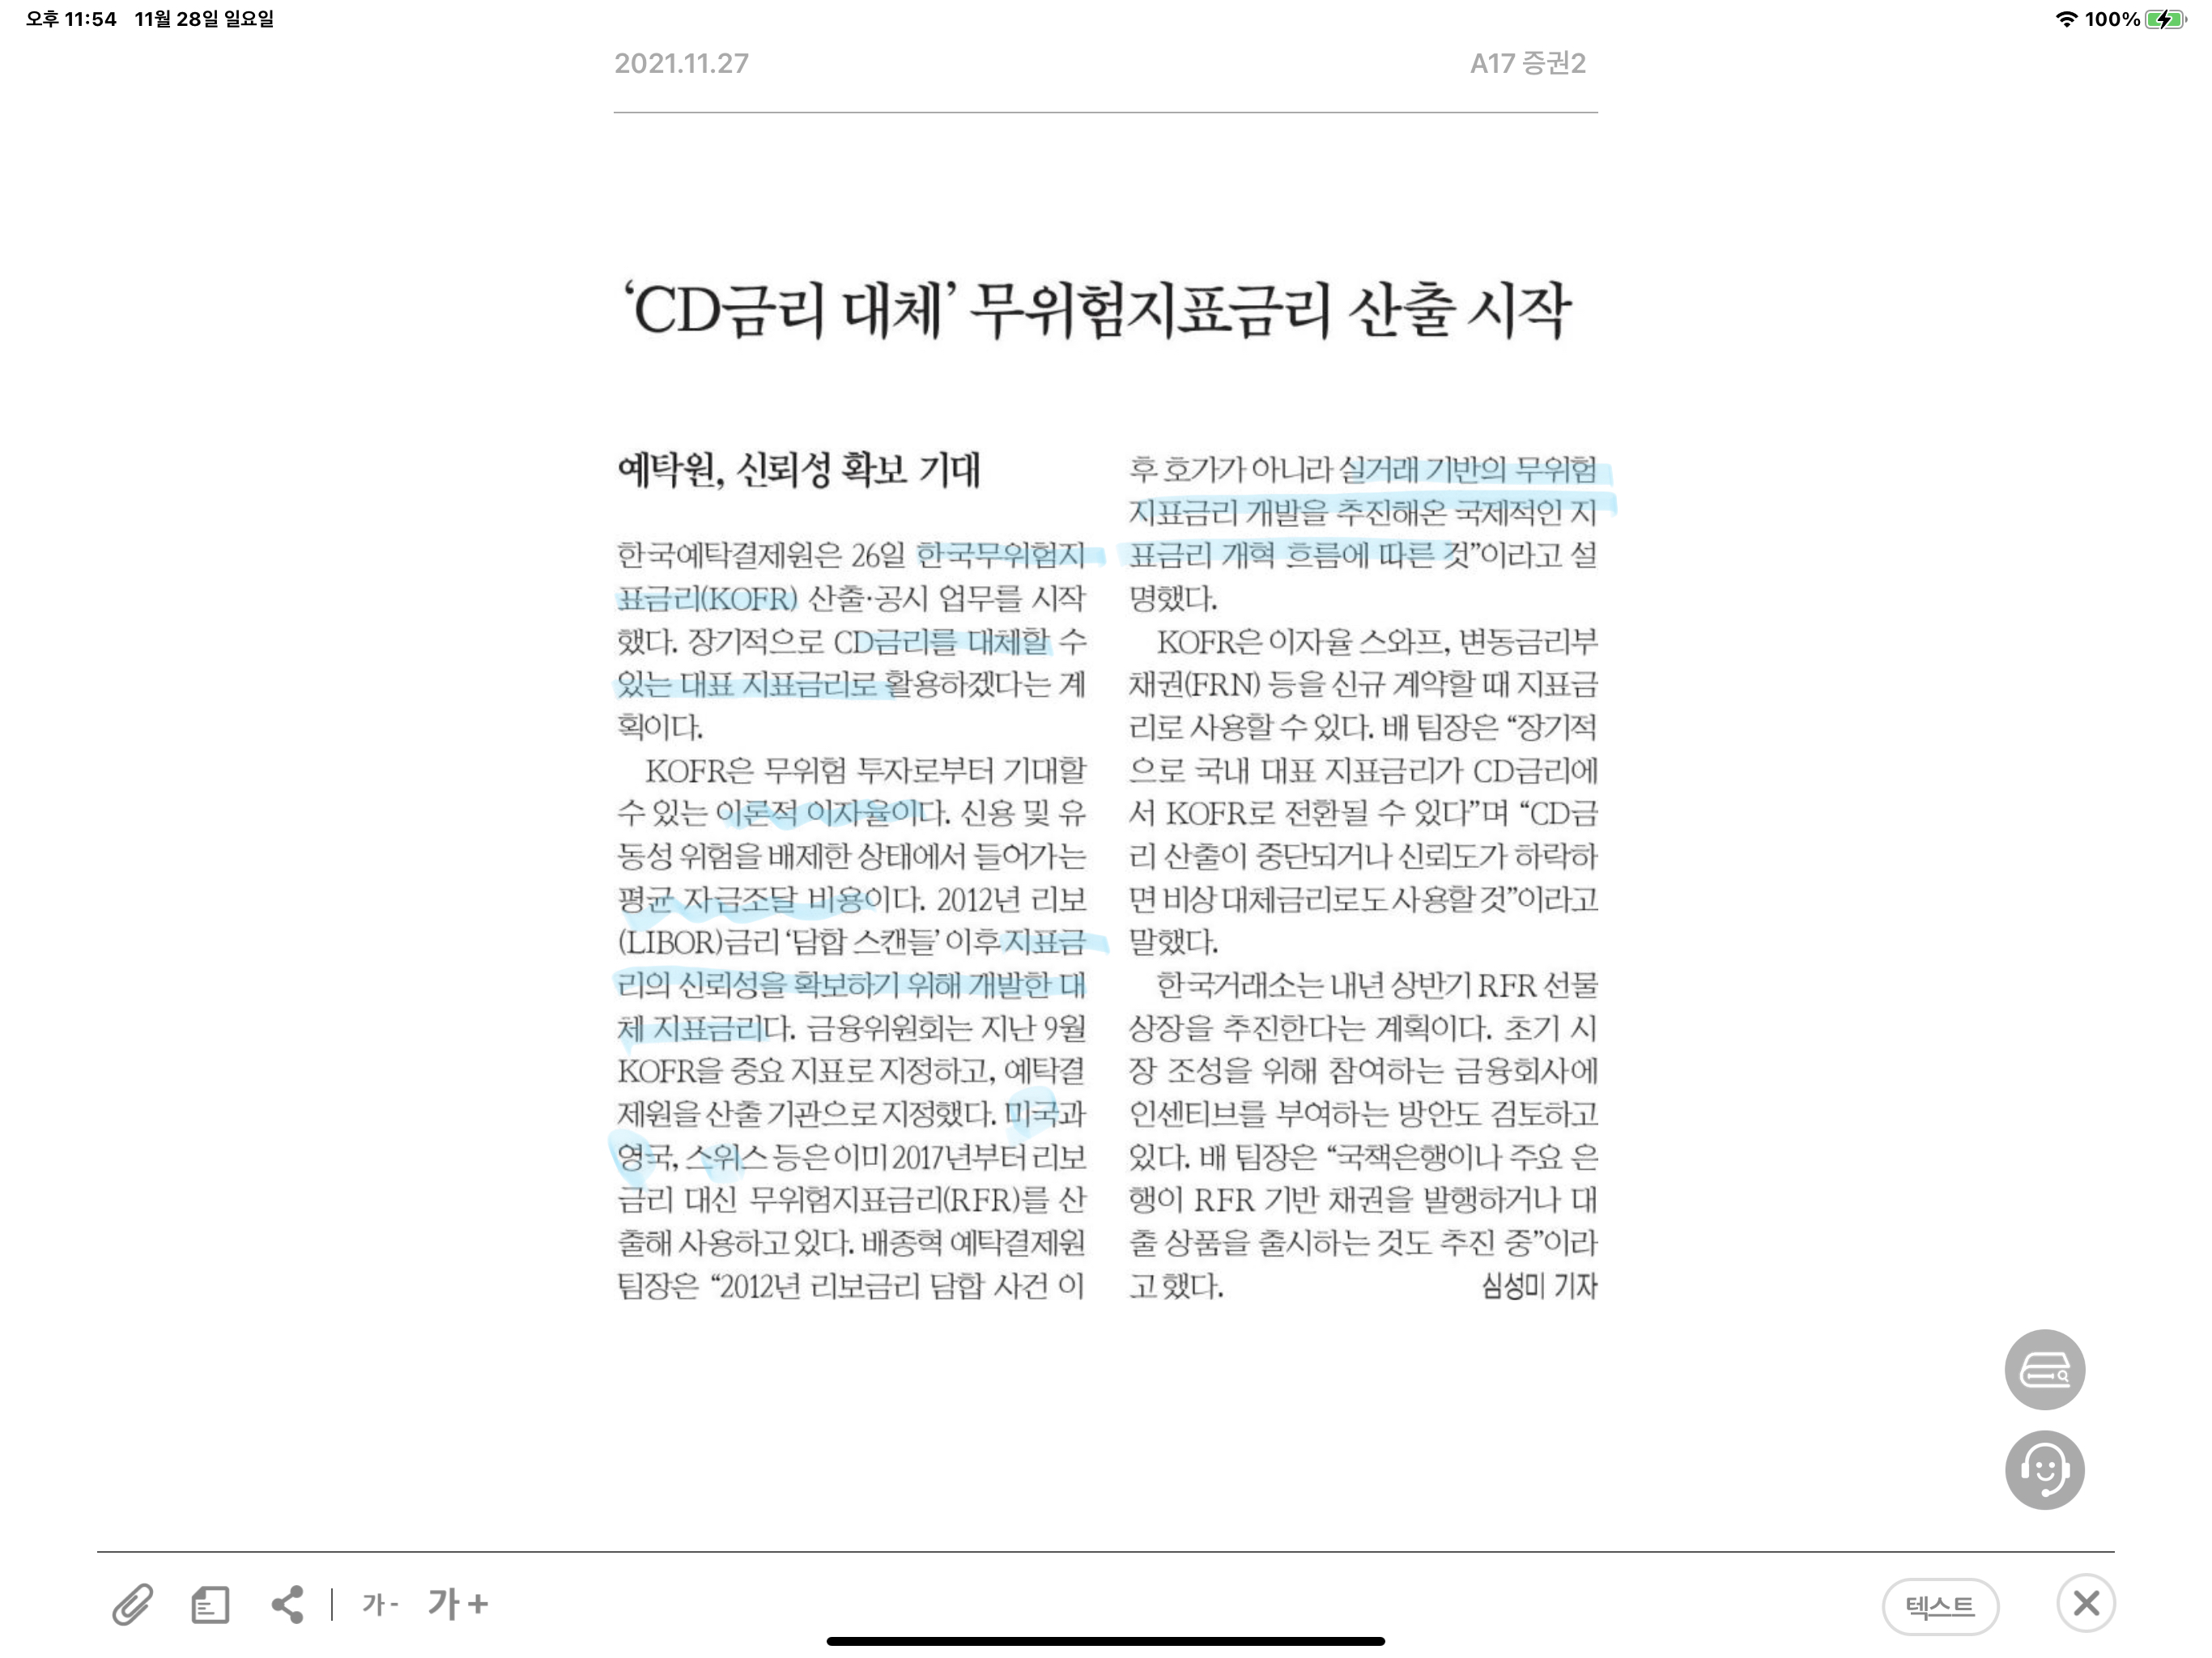 오후 11:54 11월 28일 일요일
100%
2021.11.27
A17 증권2
‘CD금리 대체’ 무위험지표금리 산출 시작
예탁원, 신뢰성 확보 기대
한국예탁결제원은 26일 한국무위험지
표금리(KOFR) 산출·공시 업무를 시작
했다. 장기적으로 CD금리를 대체할 수
있는 대표 지표금리로 활용하겠다는 계
획이다.
KOFR은 무위험 투자로부터 기대할
수 있는 이론적 이자율이다. 신용 및 유
동성 위험을 배제한 상태에서 들어가는
평균 자금조달 비용이다. 2012년 리보
(LIBOR)금리 ‘담합 스캔들’ 이후 지표금
리의 신뢰성을 확보하기 위해 개발한 대
체 지표금리다. 금융위원회는 지난 9월
KOFR을 중요 지표로 지정하고, 예탁결
제원을 산출 기관으로 지정했다. 미국과
영국, 스위스 등은 이미 2017년부터 리보
금리 대신 무위험지표금리(RFR)를 산
출해 사용하고 있다. 배종혁 예탁결제원
팀장은 “2012년 리보금리 담합 사건 이
후 호가가 아니라 실거래 기반의 무위험
지표금리 개발을 추진해온 국제적인 지
표금리 개혁 흐름에 따른 것”이라고 설
명했다.
KOFR은 이자율 스와프, 변동금리부
채권(FRN) 등을 신규 계약할 때 지표금
리로 사용할 수 있다. 배 팀장은 “장기적
으로 국내 대표 지표금리가 CD금리에
서 KOFR로 전환될 수 있다”며 “CD금
리 산출이 중단되거나 신뢰도가 하락하
면 비상 대체금리로도 사용할 것”이라고
말했다.
한국거래소는 내년 상반기 RFR 선물
상장을 추진한다는 계획이다. 초기 시
장 조성을 위해 참여하는 금융회사에
인센티브를 부여하는 방안도 검토하고
있다. 배 팀장은 “국책은행이나 주요 은
행이 RFR 기반 채권을 발행하거나 대
출 상품을 출시하는 것도 추진 중”이라
고 했다.
심성미 기자
가 - 가 +
텍스트